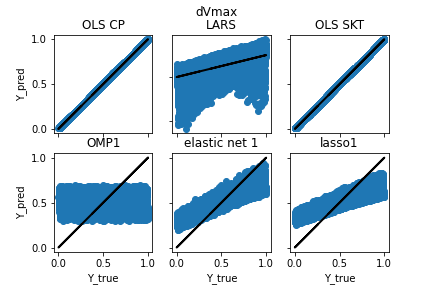 dVmax
OLS CP
LARS
OLS SKT
1.0
0.5
0.0
Y_pred
OMP1
elastic net 1
lasso1
1.0
0.5
0.0
Y_pred
0.0 0.5 1.0
0.0 0.5 1.0
0.0 0.5 1.0
Y_true
Y_true
Y_true